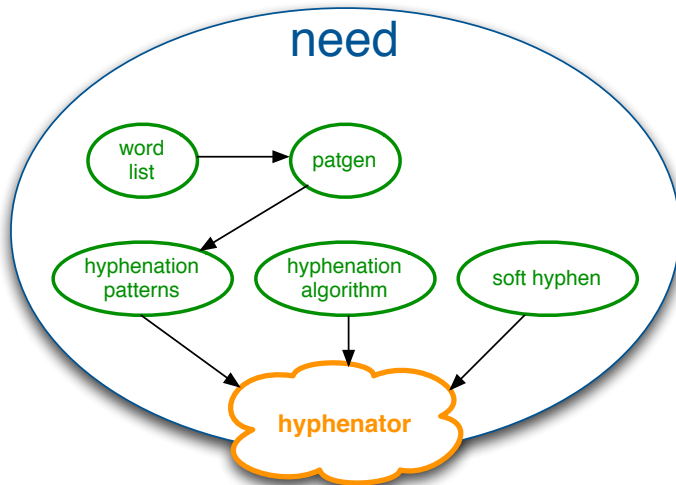 need
word
list
patgen
hyphenation
patterns
hyphenation
algorithm
soft hyphen
hyphenator